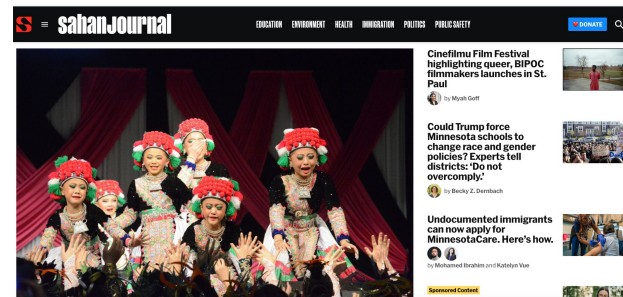 S
sahanjournal
EDUCATION ENVIRONMENT HEALTH IMMIGRATION POLITICS PUBLIC SAFETY
DONATE
Cinefilmu Film Festival
highlighting queer, BIPOC
filmmakers launches in St.
Paul
by Myah Goff
Could Trump force
Minnesota schools to
change race and gender
policies? Experts tell
districts: ‘Do not
overcomply.’
by Becky Z. Dernbach
Undocumented immigrants
can now apply for
MinnesotaCare. Here’s how.
by Mohamed Ibrahim and Katelyn Vue
Sponsored Content